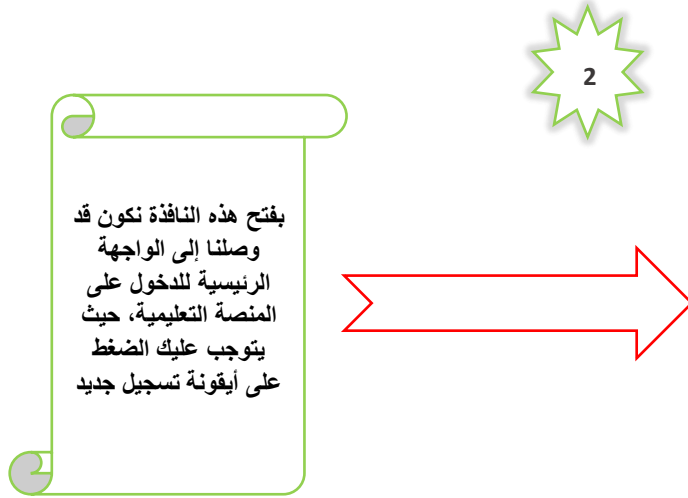 2
بفتح هذه النافذة نكون قد
وصلنا إلى الواجهة
الرئيسية للدخول على
المنصة التعليمية، حيث
يتوجب عليك الضغط
على أيقونة تسجيل جديد